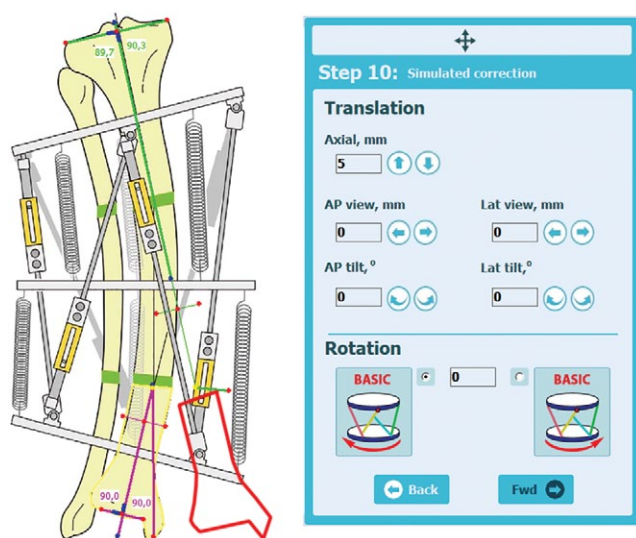 89,7 90,3
90,0 90,0
Step 10: Simulated correction
Translation
Axial, mm
5
AP view, mm Lat view, mm
0 0
AP tilt,° Lat tilt,°
0 0
Rotation
BASIC 0 BASIC
Back Fwd